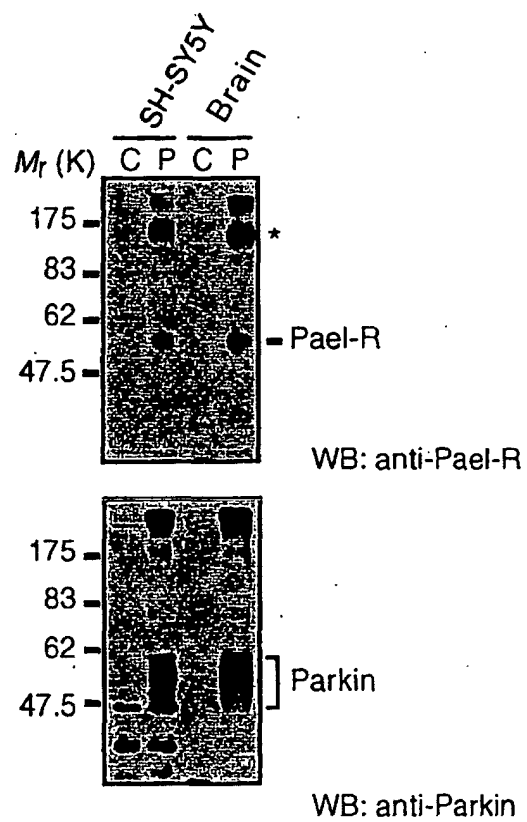 SH-SY5Y Brain
Mr (K) C P C P
175
*
83
62
Pael-R
47.5
WB: anti-Pael-R
175
83
62
Parkin
47.5
WB: anti-Parkin